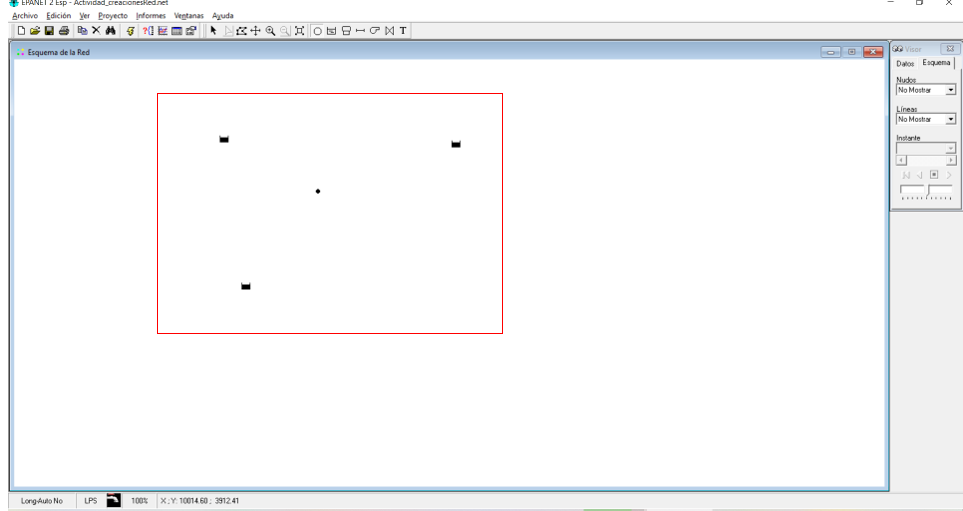 EPANET 2 Esp - Actividad_creacionesRed.net
Archivo Edición Ver Proyecto Informes Ventanas Ayuda
T
Esquema de la Red
Visor
Datos Esquema
Nudos
No Mostrar
Líneas
No Mostrar
Instante
Long-Auto No LPS 100% X ; Y: 10014.60 ; 3912.41